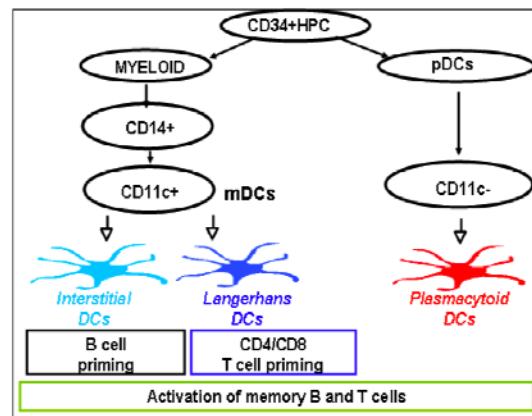 CD34+HPC
MYELOID
pDCs
CD14+
CD11c+
mDCs
CD11c-
Interstitial
DCs
Langerhans
DCs
Plasmacytoid
DCs
B cell
priming
CD4/CD8
T cell priming
Activation of memory B and T cells